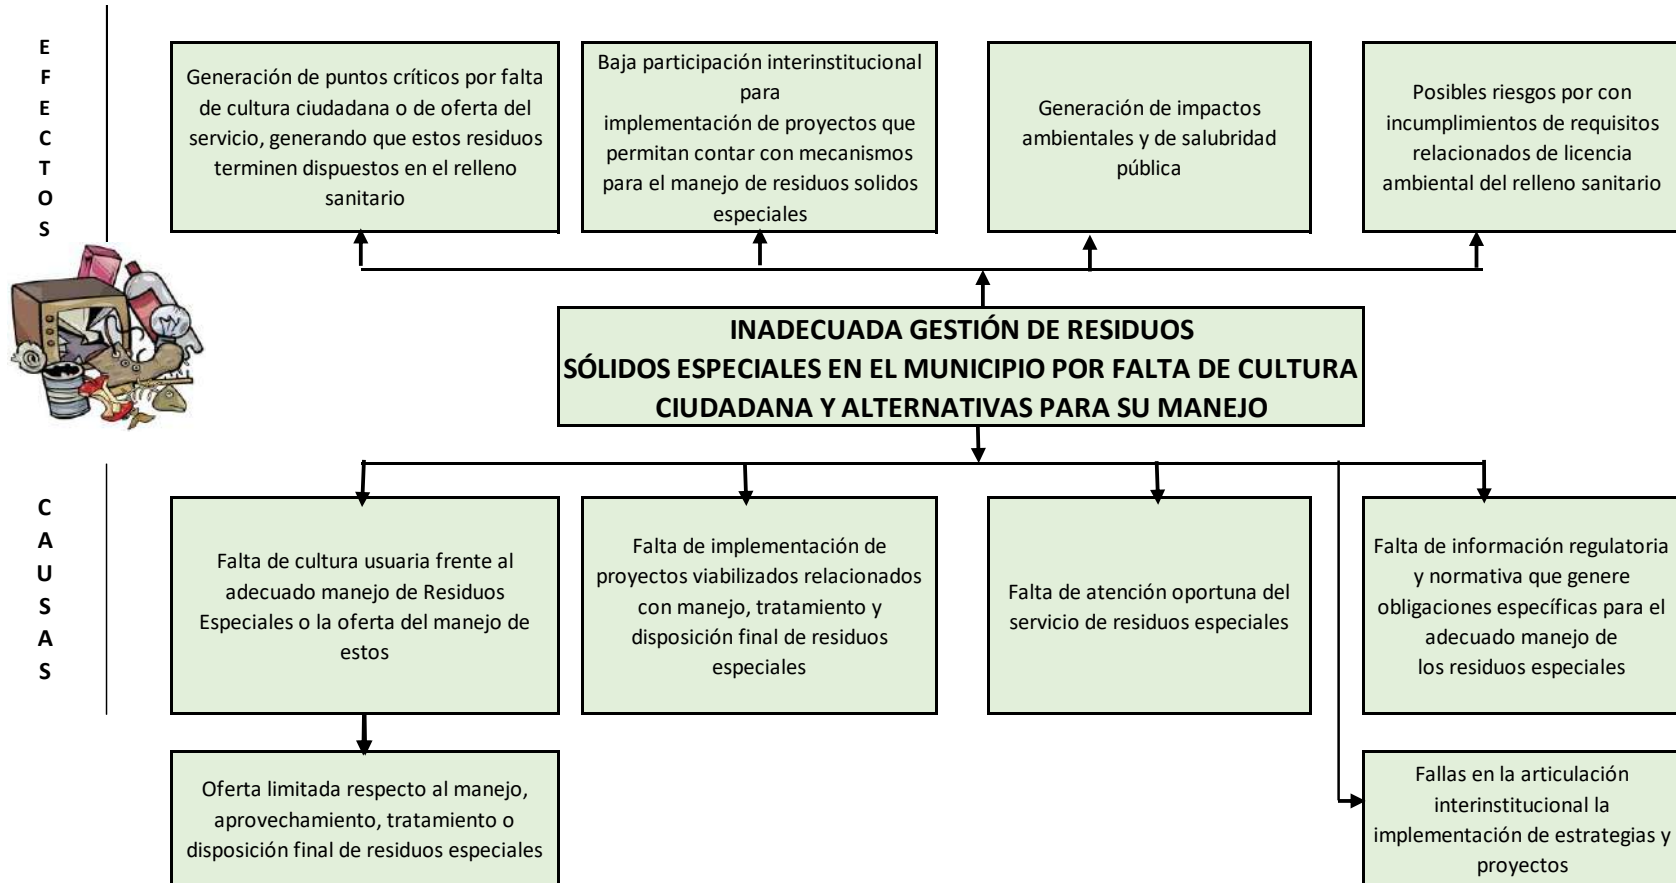 EFECTOS
Generación de puntos críticos por falta
de cultura ciudadana o de oferta del
servicio, generando que estos residuos
terminen dispuestos en el relleno
sanitario
Baja participación interinstitucional
para
implementación de proyectos que
permitan contar con mecanismos
para el manejo de residuos solidos
especiales
Generación de impactos
ambientales y de salubridad
pública
Posibles riesgos por con
incumplimientos de requisitos
relacionados de licencia
ambiental del relleno sanitario
INADECUADA GESTIÓN DE RESIDUOS
SÓLIDOS ESPECIALES EN EL MUNICIPIO POR FALTA DE CULTURA
CIUDADANA Y ALTERNATIVAS PARA SU MANEJO
CAUSAS
Falta de cultura usuaria frente al
adecuado manejo de Residuos
Especiales o la oferta del manejo de
estos
Falta de implementación de
proyectos viabilizados relacionados
con manejo, tratamiento y
disposición final de residuos
especiales
Falta de atención oportuna del
servicio de residuos especiales
Falta de información regulatoria
y normativa que genere
obligaciones específicas para el
adecuado manejo de
los residuos especiales
Oferta limitada respecto al manejo,
aprovechamiento, tratamiento o
disposición final de residuos especiales
Fallas en la articulación
interinstitucional la
implementación de estrategias y
proyectos